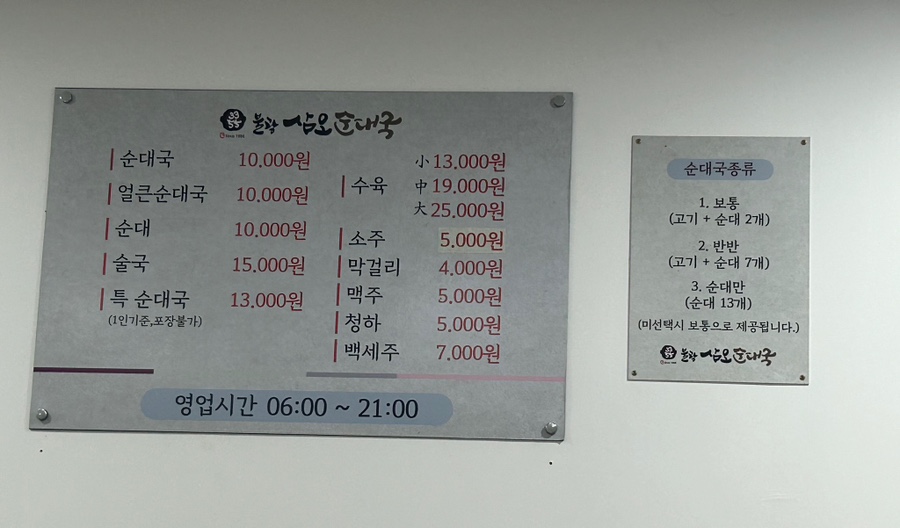 불광 삼오순대국
순대국 10.000원
얼큰순대국 10.000원
순대 10.000원
술국 15.000원
특 순대국 13.000원
(1인기준,포장불가)
수육 小 13.000원
中 19.000원
大 25.000원
소주 5.000원
막걸리 4.000원
맥주 5.000원
청하 5.000원
백세주 7.000원
영업시간 06:00 ~ 21:00
순대국종류
1. 보통
(고기 + 순대 2개)
2. 반반
(고기 + 순대 7개)
3. 순대만
(순대 13개)
(미선택시 보통으로 제공됩니다.)
불광 삼오순대국